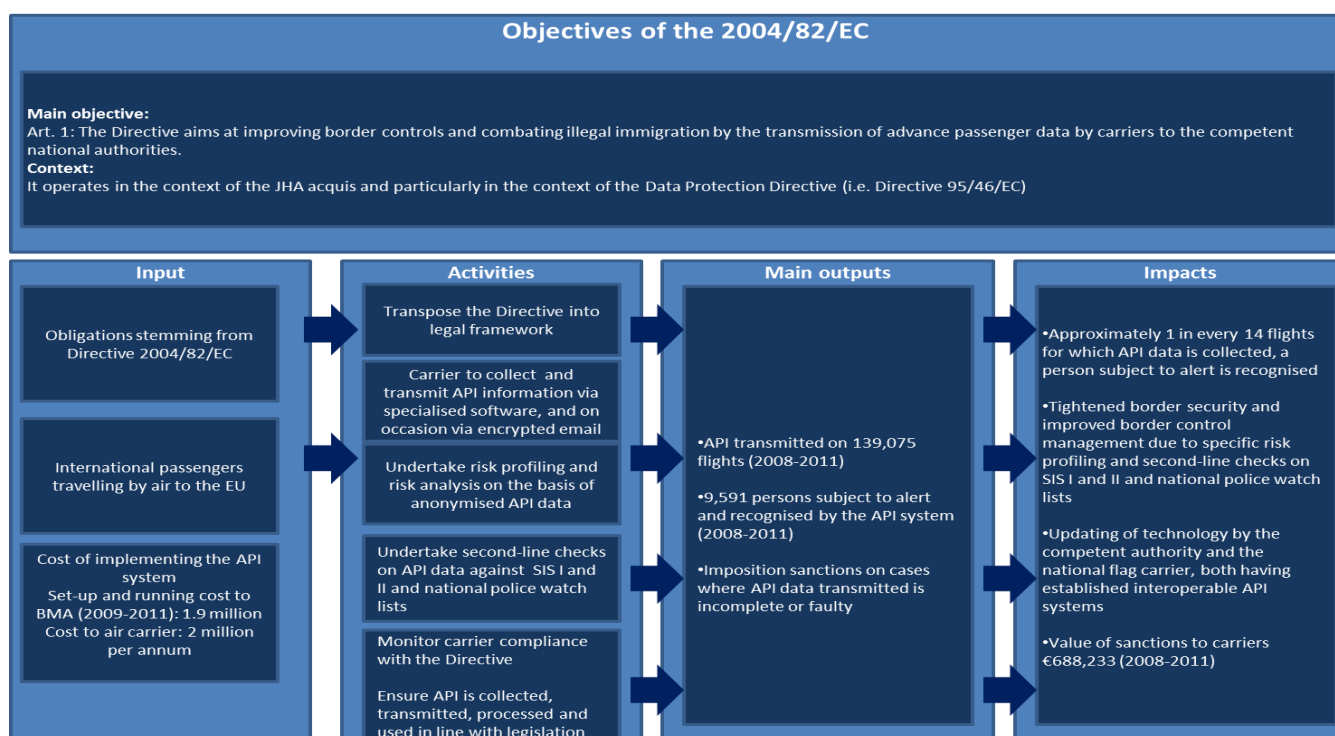 Objectives of the 2004/82/EC
Main objective:
Art. 1: The Directive aims at improving border controls and combating illegal immigration by the transmission of advance passenger data by carriers to the competent
national authorities.
Context:
It operates in the context of the JHA acquis and particularly in the context of the Data Protection Directive (i.e. Directive 95/46/EC)
Input
Obligations stemming from
Directive 2004/82/EC
International passengers
travelling by air to the EU
Cost of implementing the API
system
Set-up and running cost to
BMA (2009-2011): 1.9 million
Cost to air carrier: 2 million
per annum
Activities
Transpose the Directive into
legal framework
Carrier to collect and
transmit API information via
specialised software, and on
occasion via encrypted email
Undertake risk profiling and
risk analysis on the basis of
anonymised API data
Undertake second-line checks
on API data against SIS I and
II and national police watch
lists
Monitor carrier compliance
with the Directive
Ensure API is collected,
transmitted, processed and
used in line with legislation
Main outputs
•API transmitted on 139,075
flights (2008-2011)
•9,591 persons subject to alert
and recognised by the API system
(2008-2011)
•Imposition sanctions on cases
where API data transmitted is
incomplete or faulty
Impacts
•Approximately 1 in every 14 flights
for which API data is collected, a
person subject to alert is recognised
•Tightened border security and
improved border control
management due to specific risk
profiling and second-line checks on
SIS I and II and national police watch
lists
•Updating of technology by the
competent authority and the
national flag carrier, both having
established interoperable API
systems
•Value of sanctions to carriers
€688,233 (2008-2011)